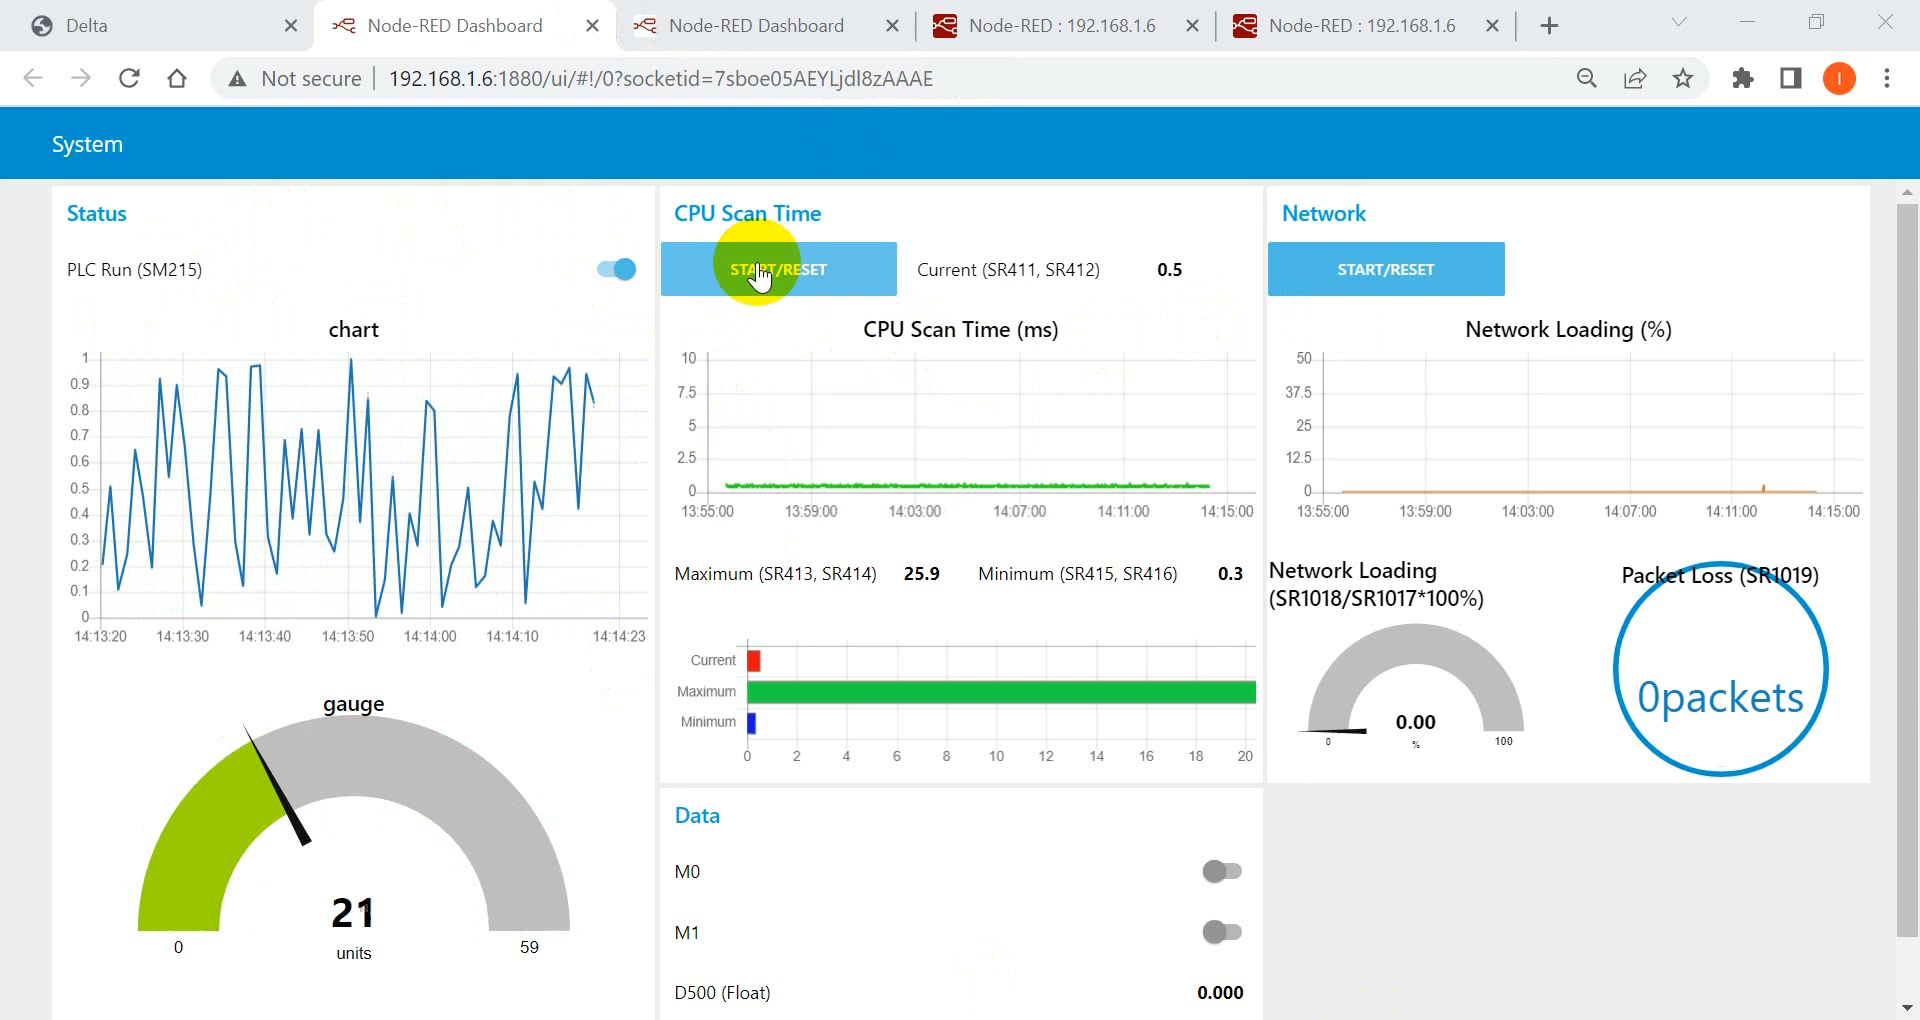 Delta
Node-RED Dashboard
Node-RED Dashboard
Node-RED : 192.168.1.6
Node-RED : 192.168.1.6
Not secure
192.168.1.6:1880/ui/#!/0?socketid=7sboe05AEYLjdl8zAAAE
I
System
Status
PLC Run (SM215)
chart
1
0.9
0.8
0.7
0.6
0.5
0.4
0.3
0.2
0.1
0
14:13:20 14:13:30 14:13:40 14:13:50 14:14:00 14:14:10 14:14:23
gauge
21
units
0
59
CPU Scan Time
START/RESET
Current (SR411, SR412) 0.5
CPU Scan Time (ms)
10
7.5
5
2.5
0
13:55:00 13:59:00 14:03:00 14:07:00 14:11:00 14:15:00
Maximum (SR413, SR414) 25.9 Minimum (SR415, SR416) 0.3
Current
Maximum
Minimum
0 2 4 6 8 10 12 14 16 18 20
Data
M0
M1
D500 (Float) 0.000
Network
START/RESET
Network Loading (%)
50
37.5
25
12.5
0
13:55:00 13:59:00 14:03:00 14:07:00 14:11:00 14:15:00
Network Loading
(SR1018/SR1017*100%)
0.00
%
0
100
Packet Loss (SR1019)
0packets